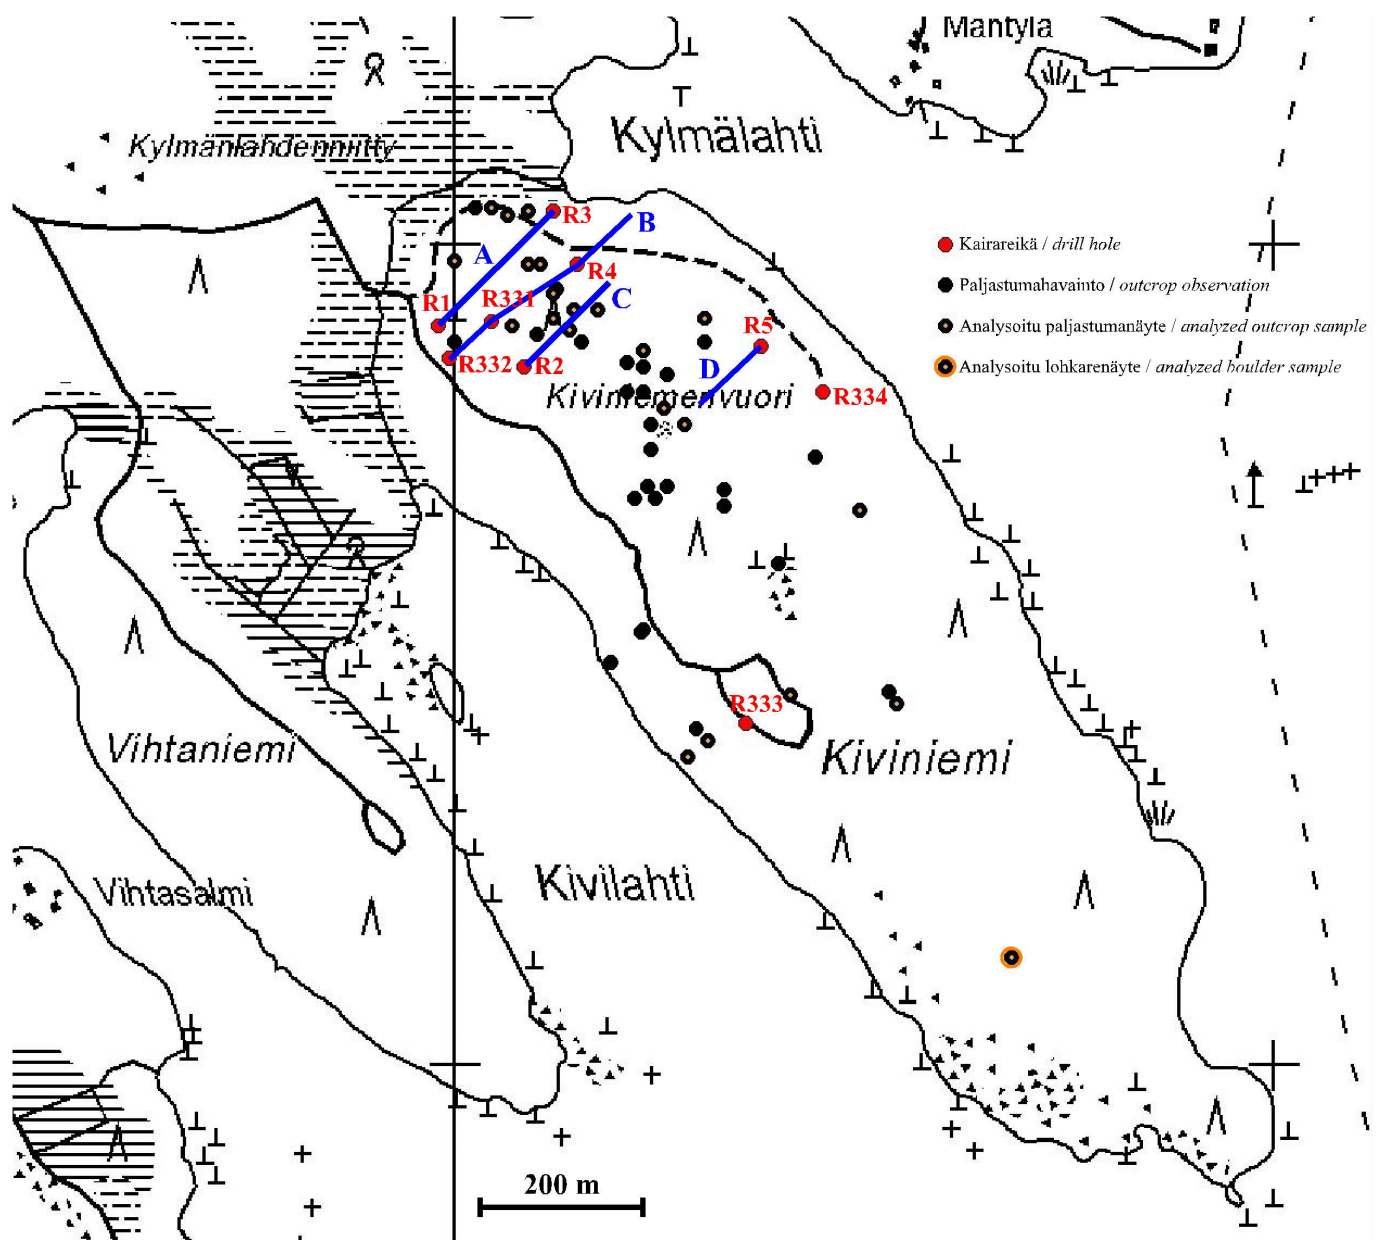 Mäntylä
Kylmälahti
Kylmänlahdenniitty
R3
B
A
R4
R1
R331
C
R5
R332
R2
D
Kiviniemenvuori
R334
Kairareikä / drill hole
Paljastumahavainto / outcrop observation
Analysoitu paljastumanäyte / analyzed outcrop sample
Analysoitu lohkarenäyte / analyzed boulder sample
R333
Vihtaniemi
Kiviniemi
Vihtasalmi
Kivilahti
200 m